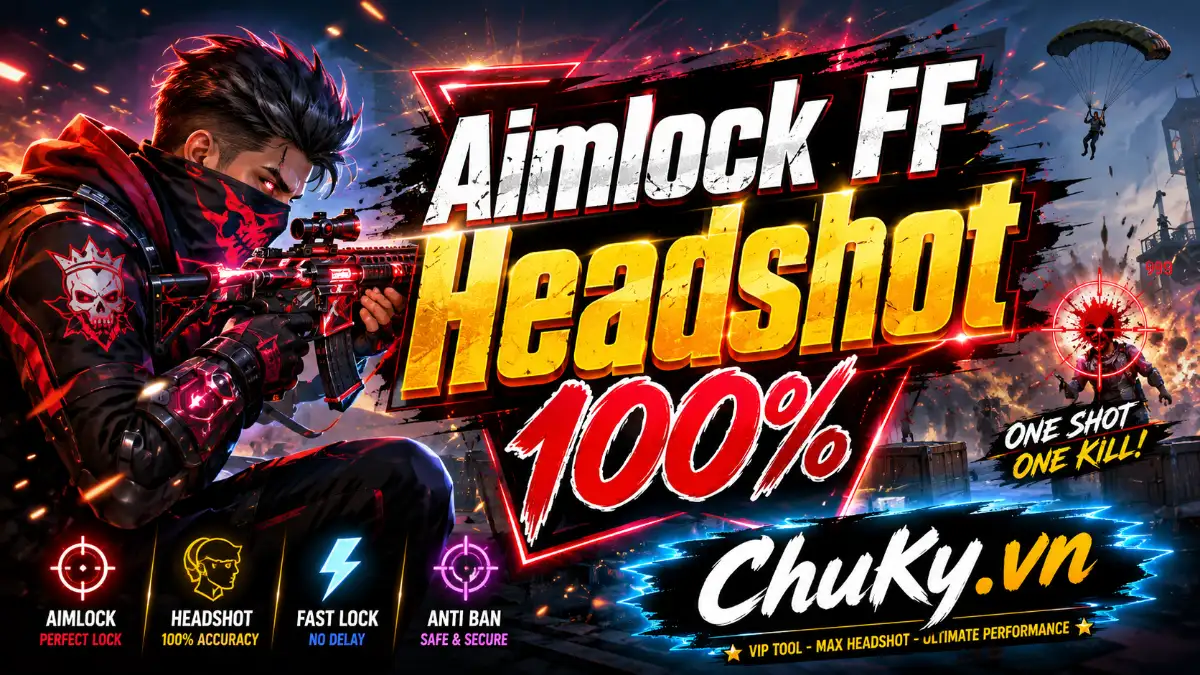 Aimlock FF
Headshot
100%
999
ONE SHOT
ONE KILL!
AIMLOCK
PERFECT LOCK
HEADSHOT
100% ACCURACY
FAST LOCK
NO DELAY
ANTI BAN
SAFE & SECURE
ChuKy.vn
VIP TOOL - MAX HEADSHOT - ULTIMATE PERFORMANCE